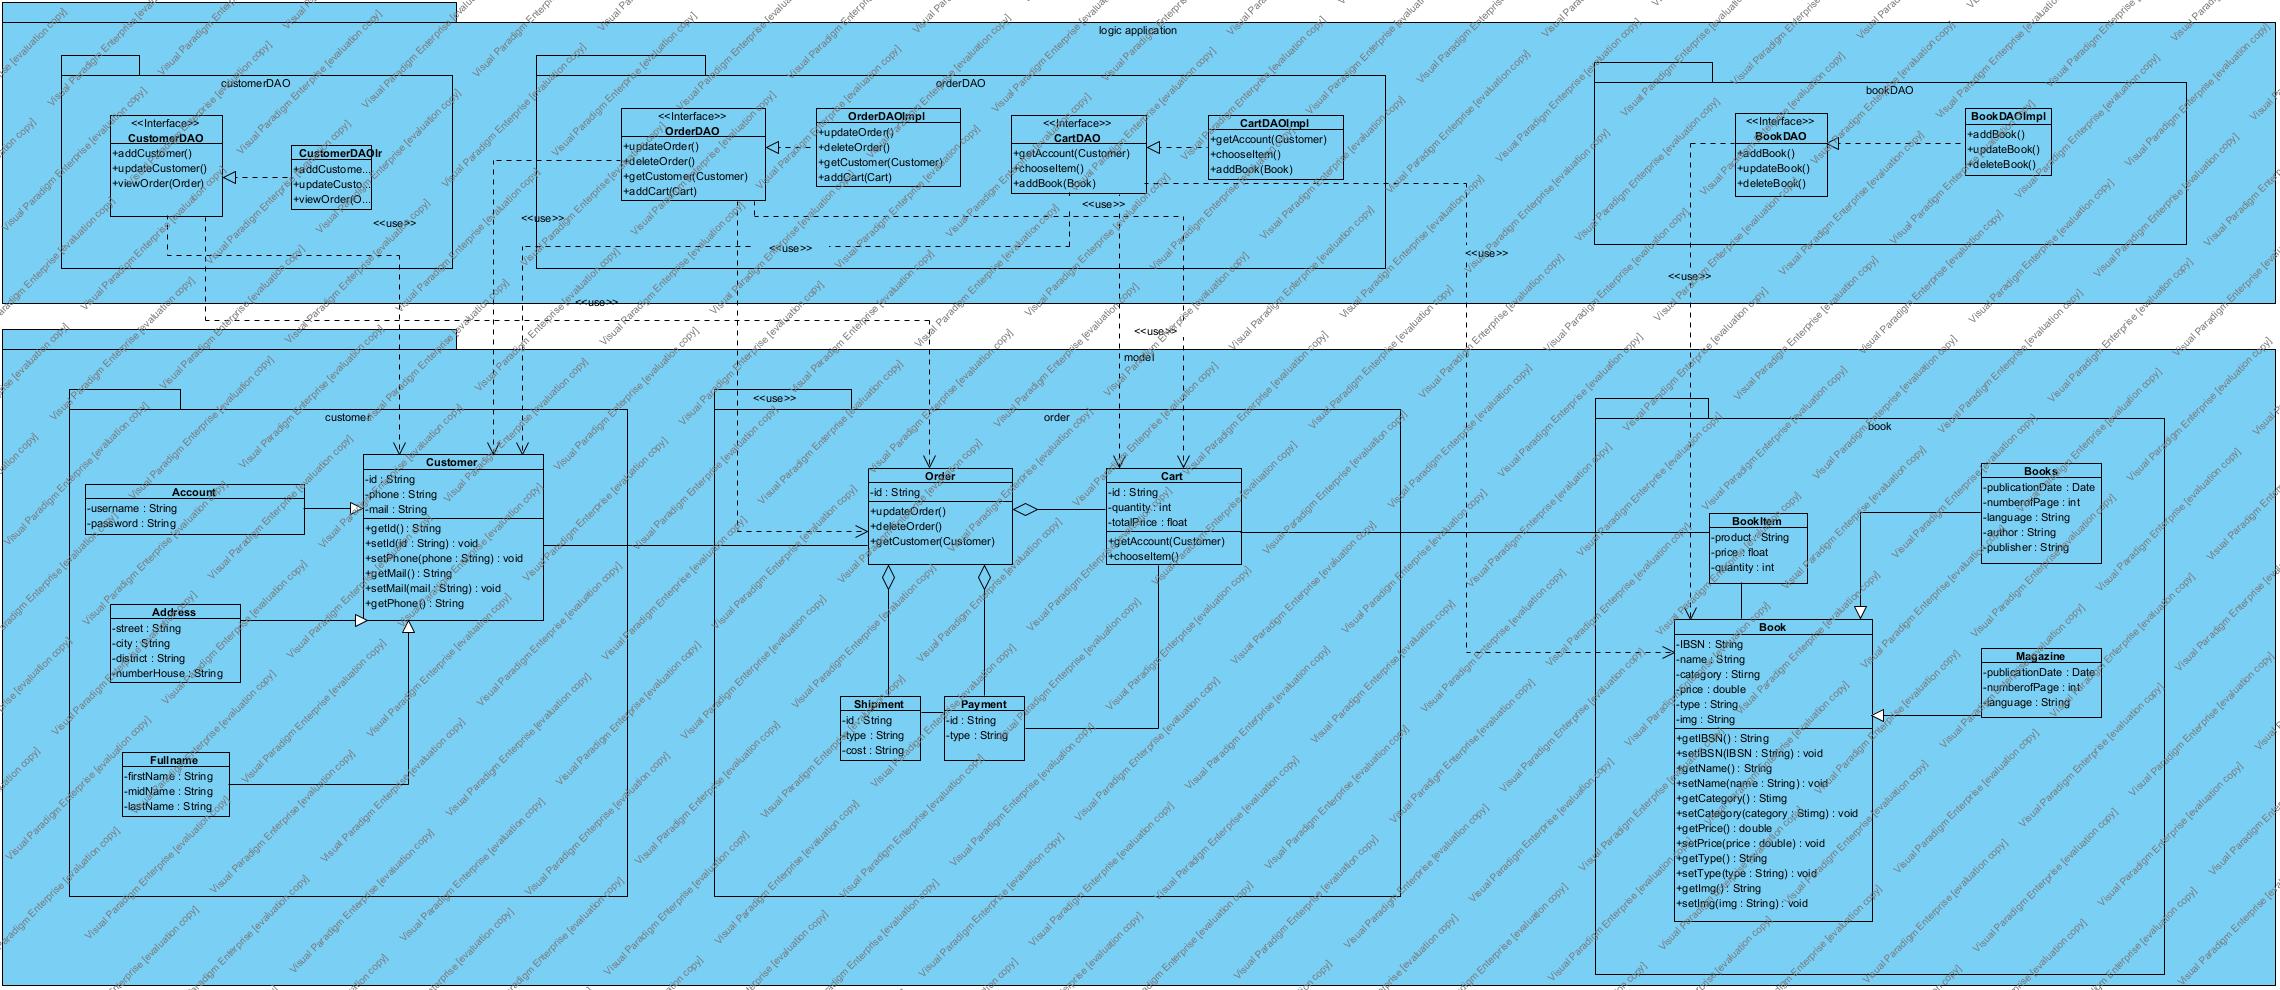 logic application
customerDAO
<<Interface>>
CustomerDAO
+addCustomer()
+updateCustomer()
+viewOrder(Order)
CustomerDAOIr
+addCustome...
+updateCusto...
+viewOrder(O...
<<use>>
orderDAO
<<Interface>>
OrderDAO
+updateOrder()
+deleteOrder()
+getCustomer(Customer)
+addCart(Cart)
OrderDAOImpl
+updateOrder()
+deleteOrder()
+getCustomer(Customer)
+addCart(Cart)
<<Interface>>
CartDAO
+getAccount(Customer)
+chooseItem()
+addBook(Book)
CartDAOImpl
+getAccount(Customer)
+chooseItem()
+addBook(Book)
<<use>>
<<use>>
<<use>>
<<use>>
<<use>>
bookDAO
<<Interface>>
BookDAO
+addBook()
+updateBook()
+deleteBook()
BookDAOImpl
+addBook()
+updateBook()
+deleteBook()
<<use>>
<<use>>
model
customer
Account
-username : String
-password : String
Customer
-id : String
-phone : String
-mail : String
+getId() : String
+setId(id : String) : void
+setPhone(phone : String) : void
+getMail() : String
+setMail(mail : String) : void
+getPhone() : String
Address
-street : String
-city : String
-district : String
-numberHouse : String
Fullname
-firstName : String
-midName : String
-lastName : String
<<use>>
order
Order
-id : String
+updateOrder()
+deleteOrder()
+getCustomer(Customer)
Cart
-id : String
-quantity : int
-totalPrice : float
+getAccount(Customer)
+chooseItem()
Shipment
-id : String
-type : String
-cost : String
Payment
-id : String
-type : String
book
BookItem
-product : String
-price : float
-quantity : int
Books
-publicationDate : Date
-numberofPage : int
-language : String
-author : String
-publisher : String
Book
-IBSN : String
-name : String
-category : Stirng
-price : double
-type : String
-img : String
+getIBSN() : String
+setIBSN(IBSN : String) : void
+getName() : String
+setName(name : String) : void
+getCategory() : Stirng
+setCategory(category : Stirng) : void
+getPrice() : double
+setPrice(price : double) : void
+getType() : String
+setType(type : String) : void
+getImg() : String
+setImg(img : String) : void
Magazine
-publicationDate : Date
-numberofPage : int
-language : String
Visual Paradigm Enterprise [evaluation copy]